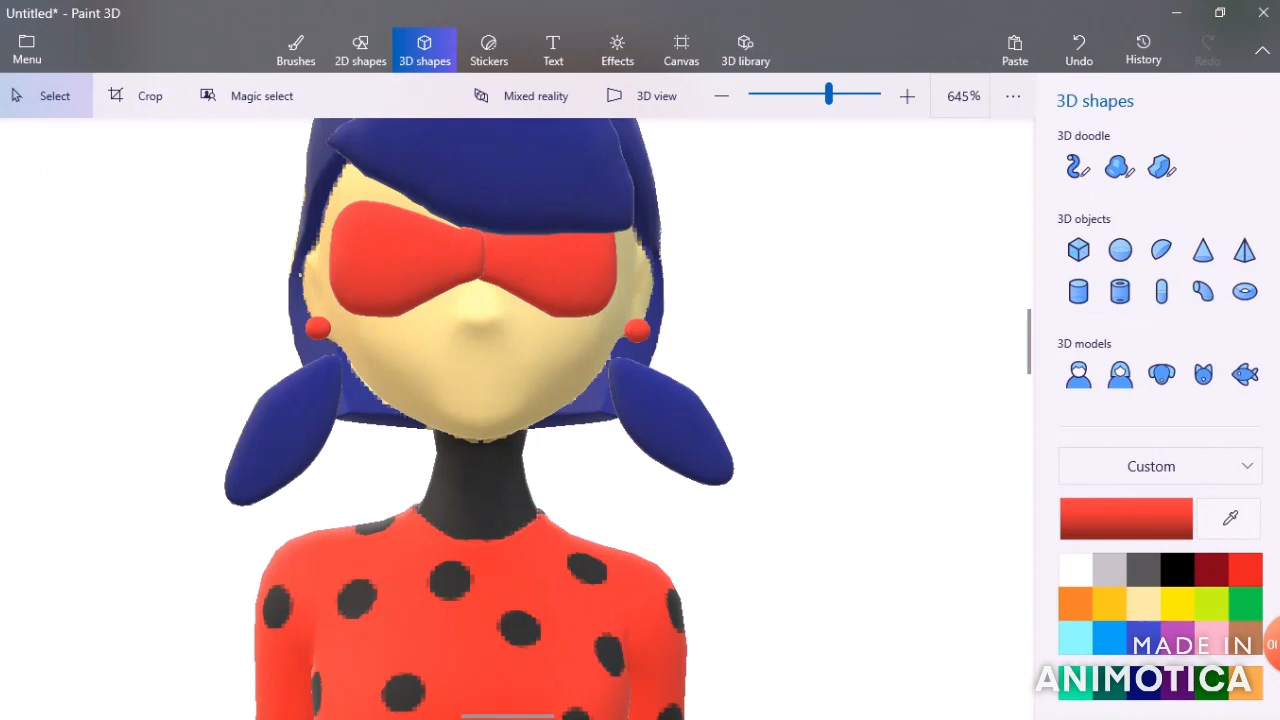 Untitled* - Paint 3D
Menu
Brushes
2D shapes
3D shapes
Stickers
Text
Effects
Canvas
3D library
Paste
Undo
History
Redo
Select
Crop
Magic select
Mixed reality
3D view
645%
3D shapes
3D doodle
3D objects
3D models
Custom
MADE IN
ANIMOTICA